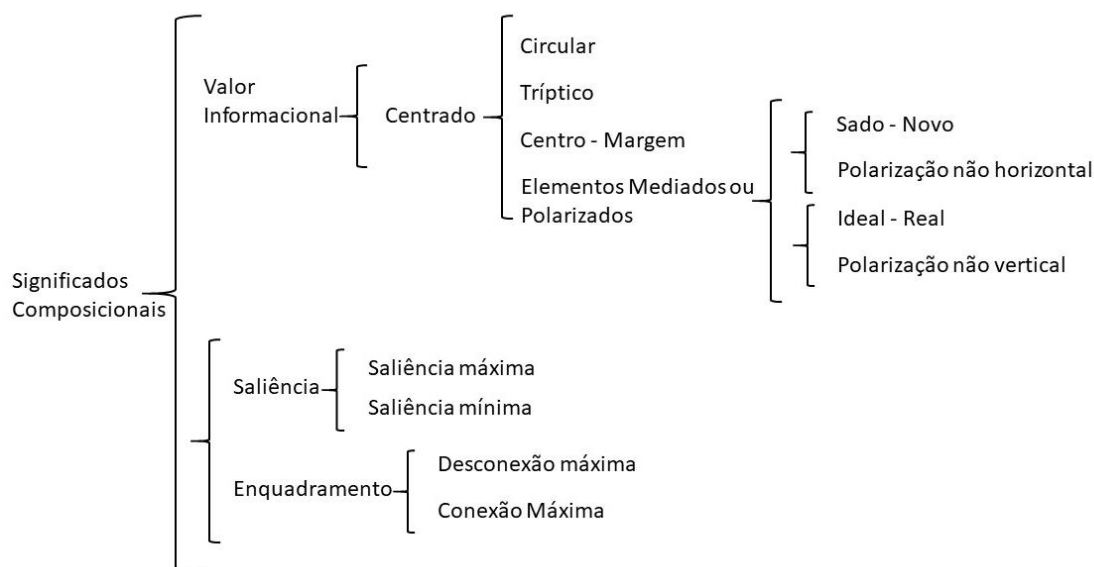 Significados
Composicionais
Valor
Informacional
Centrado
Circular
Tríptico
Centro - Margem
Elementos Mediados ou
Polarizados
Sado - Novo
Polarização não horizontal
Ideal - Real
Polarização não vertical
Saliência
Saliência máxima
Saliência mínima
Enquadramento
Desconexão máxima
Conexão Máxima